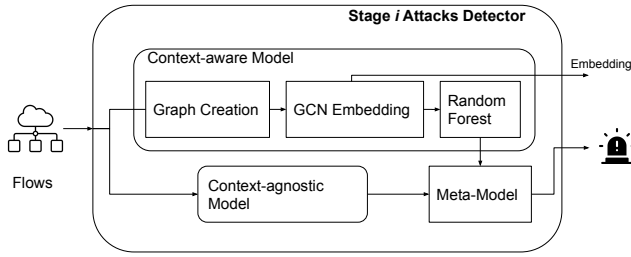 Stage i Attacks Detector
Context-aware Model
Embedding
Graph Creation
GCN Embedding
Random
Forest
Flows
Context-agnostic
Model
Meta-Model